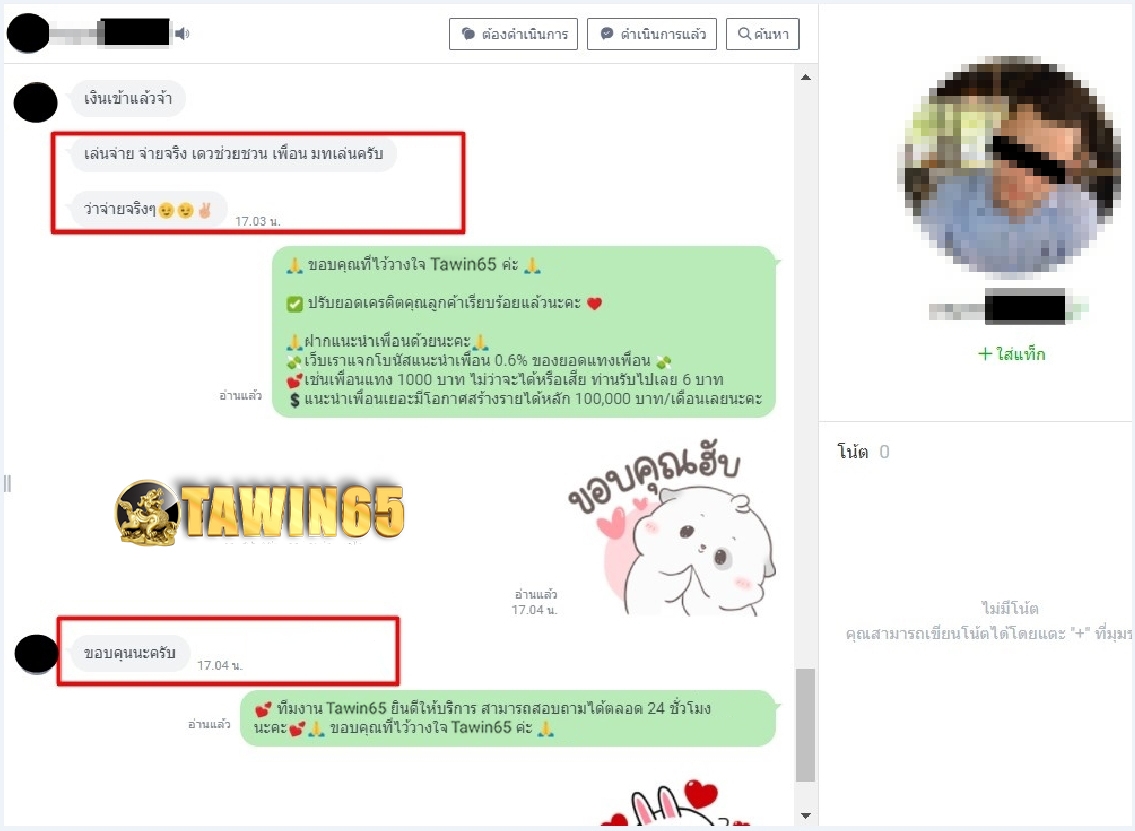 ต้องดำเนินการ
ดำเนินการแล้ว
ค้นหา
เงินเข้าแล้วจ้า
เล่นจ่าย จ่ายจริง เดวช่วยชวน เพื่อน มทเล่นครับ
ว่าจ่ายจริงๆ😉😉✌🏼
17.03 น.
🙏 ขอบคุณที่ไว้วางใจ Tawin65 ค่ะ 🙏
✅ ปรับยอดเครดิตคุณลูกค้าเรียบร้อยแล้วนะคะ ❤
🙏ฝากแนะนำเพื่อนด้วยนะคะ🙏
💸เว็บเราแจกโบนัสแนะนำเพื่อน 0.6% ของยอดแทงเพื่อน 💸
💕เช่นเพื่อนแทง 1000 บาท ไม่ว่าจะได้หรือเสีย ท่านรับไปเลย 6 บาท
💲แนะนำเพื่อนเยอะมีโอกาศสร้างรายได้หลัก 100,000 บาท/เดือนเลยนะคะ
อ่านแล้ว
TAWIN65
ขอบคุณฮับ
อ่านแล้ว
17.04 น.
ขอบคุนนะครับ
17.04 น.
💕 ทีมงาน Tawin65 ยินดีให้บริการ สามารถสอบถามได้ตลอด 24 ชั่วโมง
นะคะ💕🙏 ขอบคุณที่ไว้วางใจ Tawin65 ค่ะ 🙏
อ่านแล้ว
+ ใส่แท็ก
โน้ต 0
ไม่มีโน้ต
คุณสามารถเขียนโน้ตได้โดยแตะ "+" ที่มุมข